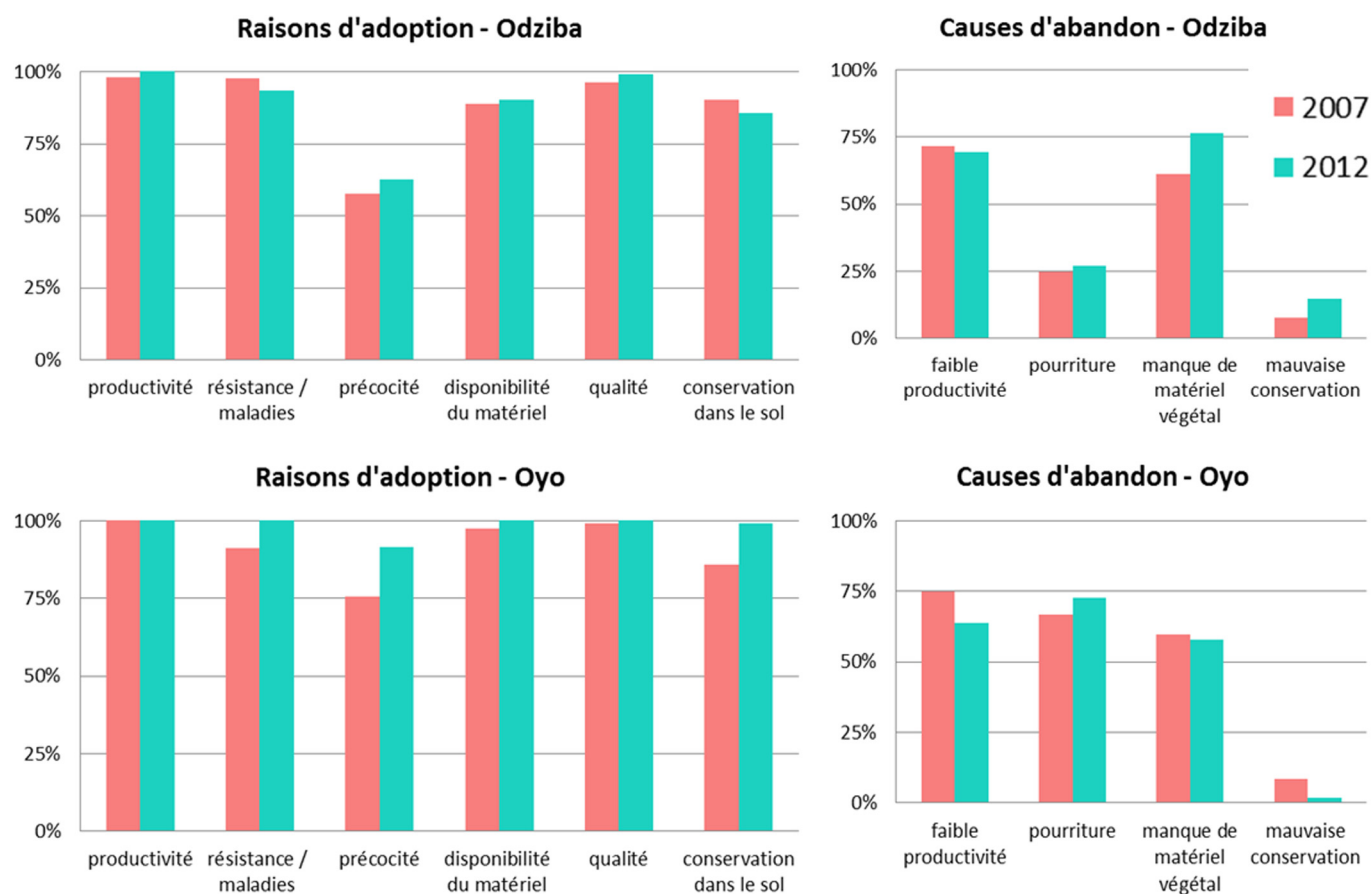 Raisons d'adoption - Odziba
100%
75%
50%
25%
0%
productivité
résistance /
maladies
précocité
disponibilité
du matériel
qualité
conservation
dans le sol
Causes d'abandon - Odziba
100%
75%
50%
25%
0%
faible
productivité
pourriture
manque de
matériel
végétal
mauvaise
conservation
2007
2012
Raisons d'adoption - Oyo
100%
75%
50%
25%
0%
productivité
résistance /
maladies
précocité
disponibilité
du matériel
qualité
conservation
dans le sol
Causes d'abandon - Oyo
100%
75%
50%
25%
0%
faible
productivité
pourriture
manque de
matériel
végétal
mauvaise
conservation